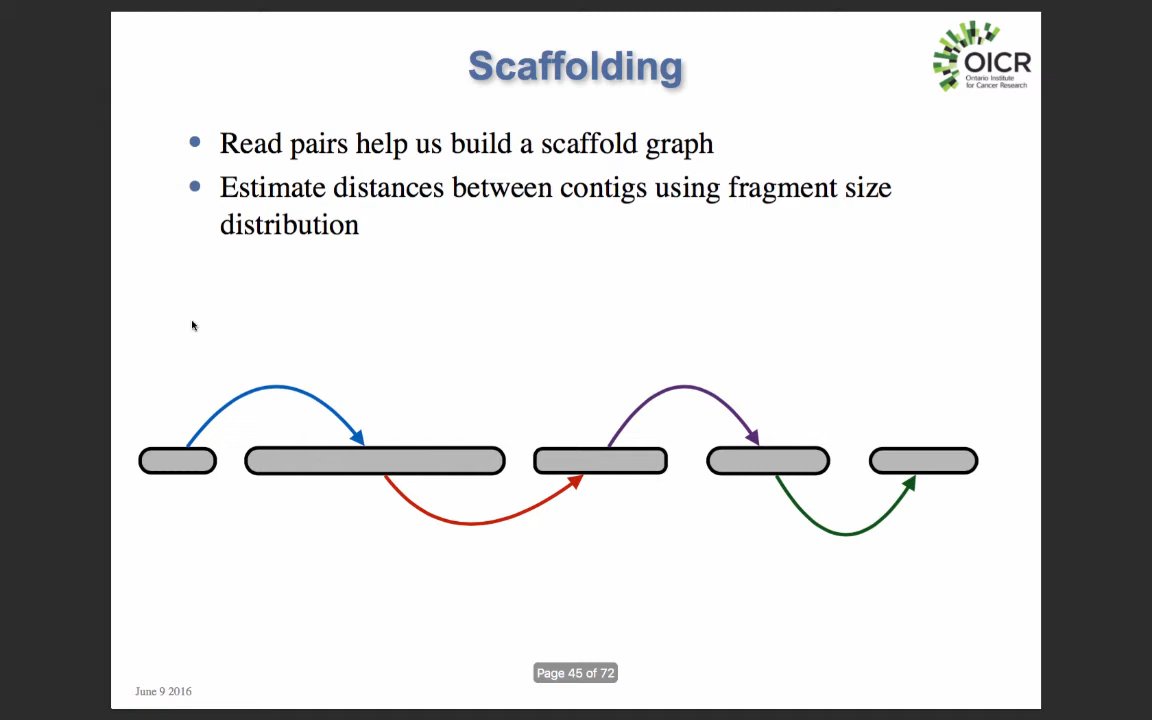 Scaffolding
OICR
Ontario Institute
for Cancer Research
Read pairs help us build a scaffold graph
Estimate distances between contigs using fragment size
distribution
Page 45 of 72
June 9 2016